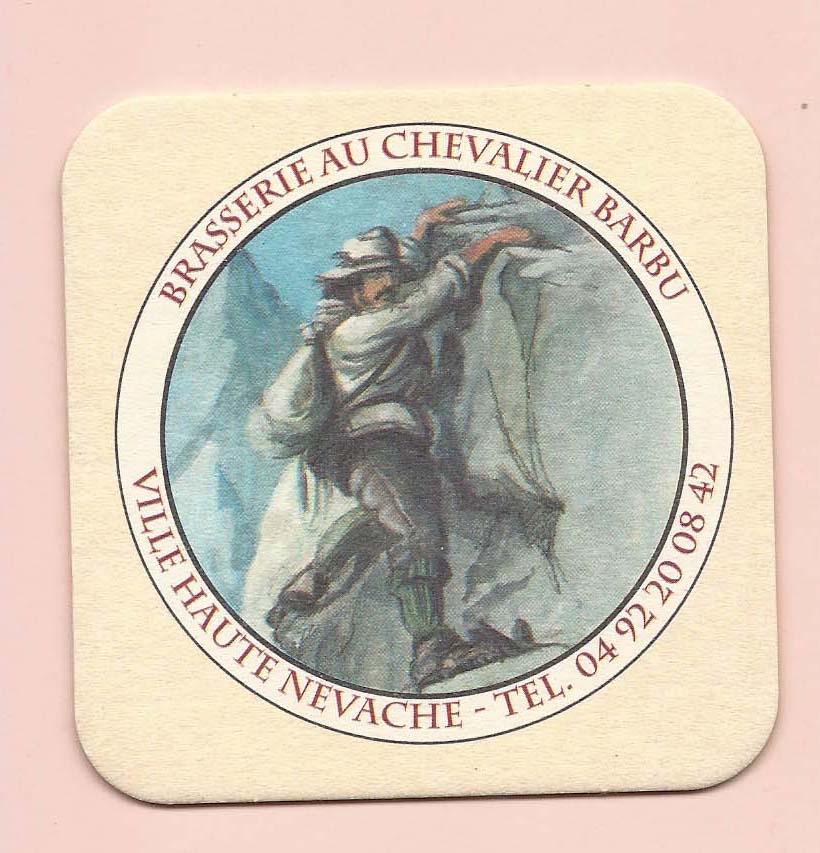 BRASSERIE AU CHEVALIER BARBU
VILLE HAUTE NEVACHE - TEL. 04 92 20 08 42